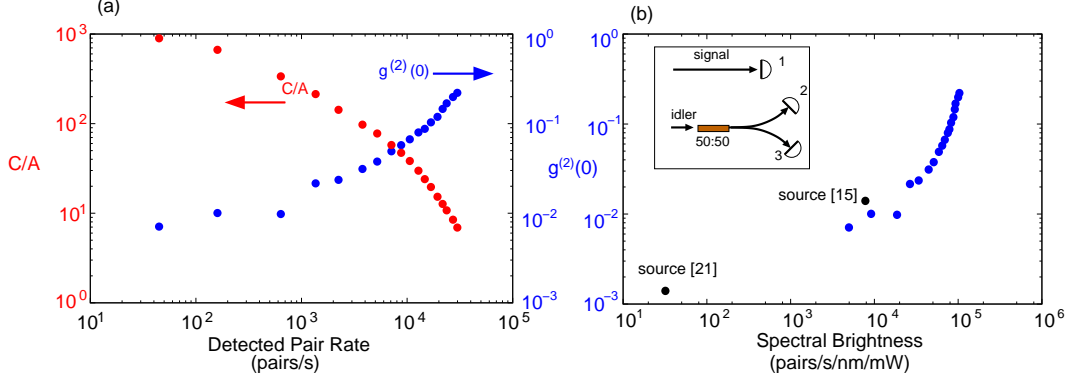 (a)
10^3
10^2
10^1
10^0
C/A
C/A
g^(2)(0)
10^0
10^-1
10^-2
10^-3
10^1 10^2 10^3 10^4 10^5
Detected Pair Rate
(pairs/s)
(b)
g^(2)(0)
10^0
10^-1
10^-2
10^-3
signal
1
2
idler
50:50
3
source [15]
source [21]
10^1 10^2 10^3 10^4 10^5 10^6
Spectral Brightness
(pairs/s/nm/mW)